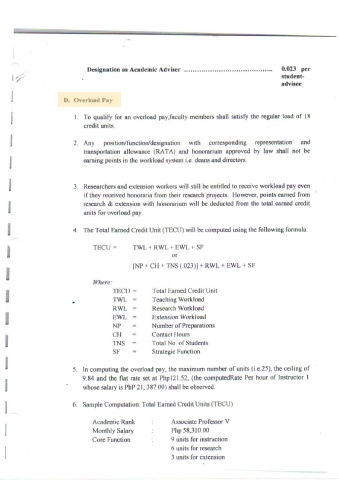 Designation as Academic Adviser ............................................ 0.023 per
student-
advisee
D. Overload Pay
1. To qualify for an overload pay,faculty members shall satisfy the regular load of 18
credit units.
2. Any position/function/designation with corresponding representation and
transportation allowance (RATA) and honorarium approved by law shall not be
earning points in the workload system i.e. deans and directors.
3. Researchers and extension workers will still be entitled to receive workload pay even
if they received honoraria from their research projects. However, points earned from
research & extension with honorarium will be deducted from the total earned credit
units for overload pay.
4. The Total Earned Credit Unit (TECU) will be computed using the following formula:
TECU = TWL + RWL + EWL + SF
or
[NP + CH + TNS (.023)] + RWL + EWL + SF
Where:
TECU = Total Earned Credit Unit
TWL = Teaching Workload
RWL = Research Workload
EWL = Extension Workload
NP = Number of Preparations
CH = Contact Hours
TNS = Total No. of Students
SF = Strategic Function
5. In computing the overload pay, the maximum number of units (i.e.25), the ceiling of
9.84 and the flat rate set at Php121.52, (the computedRate Per hour of Instructor 1
whose salary is PhP 21, 387.00) shall be observed.
6. Sample Computation: Total Earned Credit Units (TECU)
Academic Rank : Associate Professor V
Monthly Salary : Php 58,310.00
Core Function : 9 units for instruction
6 units for research
3 units for extension